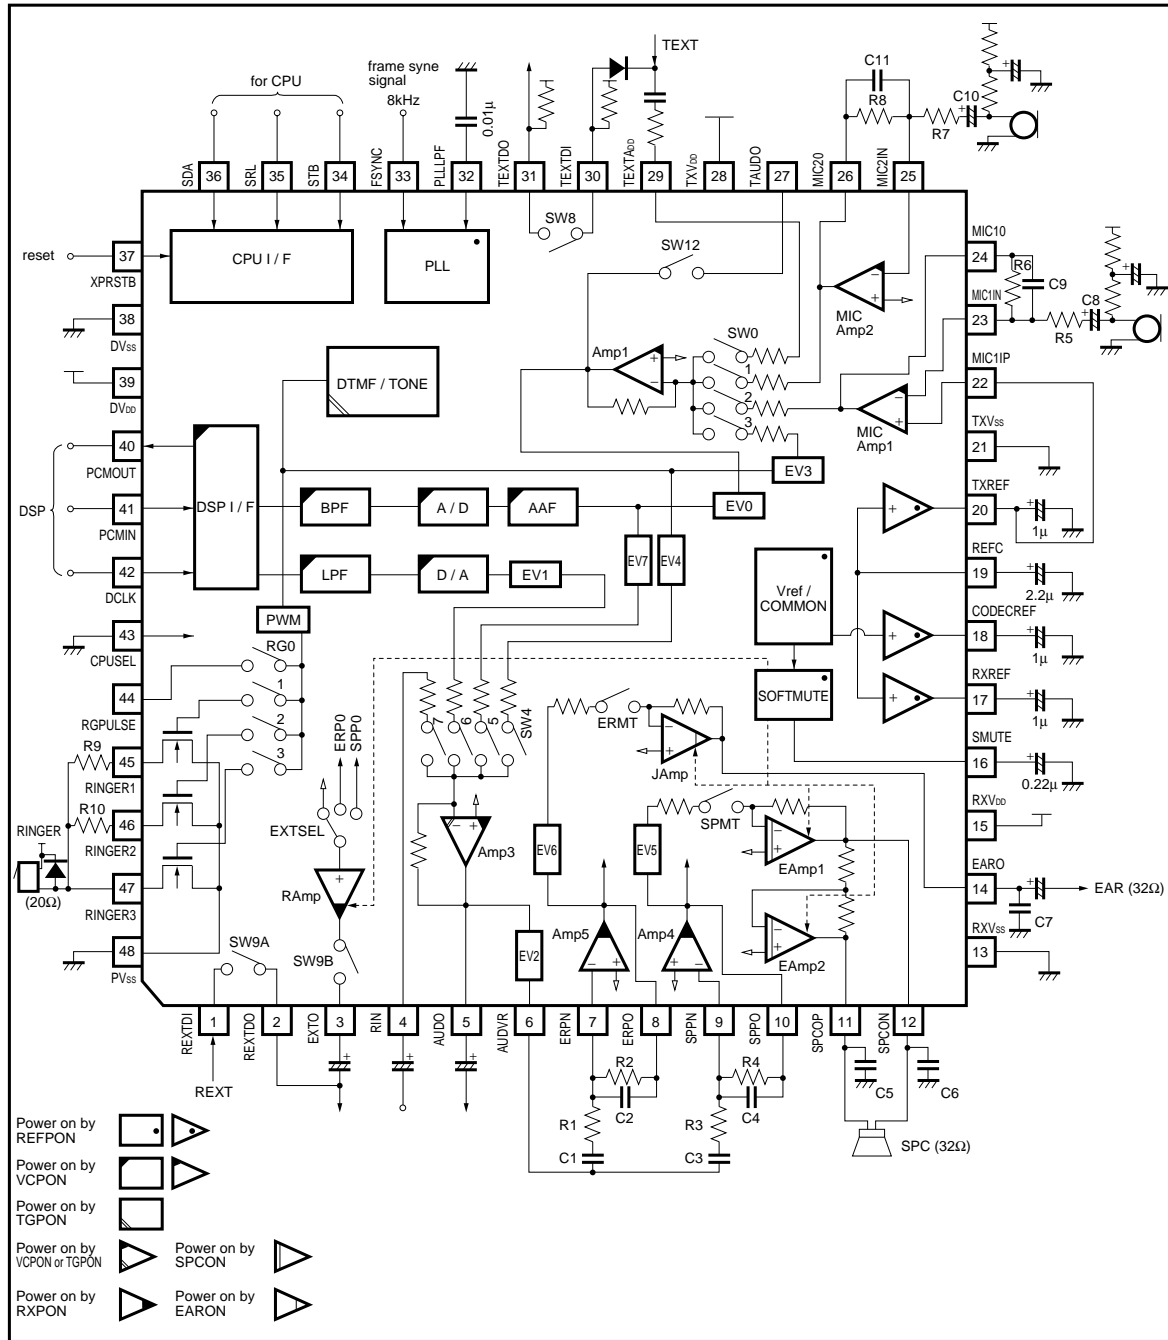 for CPU
frame syne
signal
8kHz
0.01μ
TEXT
C11
R8
C10
R7
SDA
SRL
STB
FSYNC
PLLLPF
TEXTDO
TEXTDI
TEXTADD
TXVDD
TAUDO
MIC20
MIC2IN
36
35
34
33
32
31
30
29
28
27
26
25
SW8
SW12
reset
37
XPRSTB
CPU I / F
PLL
MIC10
24
R6
C9
MIC
Amp2
MIC1IN
23
C8
R5
38
DVSS
Amp1
SW0
1
2
3
MIC1IP
22
39
DVDD
DTMF / TONE
MIC
Amp1
TXVSS
21
DSP
40
PCMOUT
41
PCMIN
42
DCLK
DSP I / F
BPF
A / D
AAF
EV3
EV0
TXREF
20
1μ
LPF
D / A
EV1
EV7
EV4
REFC
19
2.2μ
Vref /
COMMON
CODECREF
18
1μ
PWM
43
CPUSEL
RG0
1
2
3
44
RGPULSE
SOFTMUTE
RXREF
17
1μ
7
6
5
SW4
ERMT
JAmp
SMUTE
16
0.22μ
R9
45
RINGER1
R10
46
RINGER2
RINGER
(20Ω)
47
RINGER3
48
PVSS
ERP0
SPP0
EXTSEL
RAmp
Amp3
SW9A
SW9B
EV2
EV6
EV5
SPMT
EAmp1
EAmp2
Amp5
Amp4
RXVDD
15
EARO
14
EAR (32Ω)
C7
RXVSS
13
1
2
3
4
5
6
7
8
9
10
11
12
REXTDI
REXTDO
EXTO
RIN
AUDO
AUDVR
ERPN
ERPO
SPPN
SPPO
SPCOP
SPCON
REXT
R2
C2
R1
C1
R4
C4
R3
C3
C5
C6
SPC (32Ω)
Power on by
REFPON
Power on by
VCPON
Power on by
TGPON
Power on by
VCPON or TGPON
Power on by
SPCON
Power on by
RXPON
Power on by
EARON